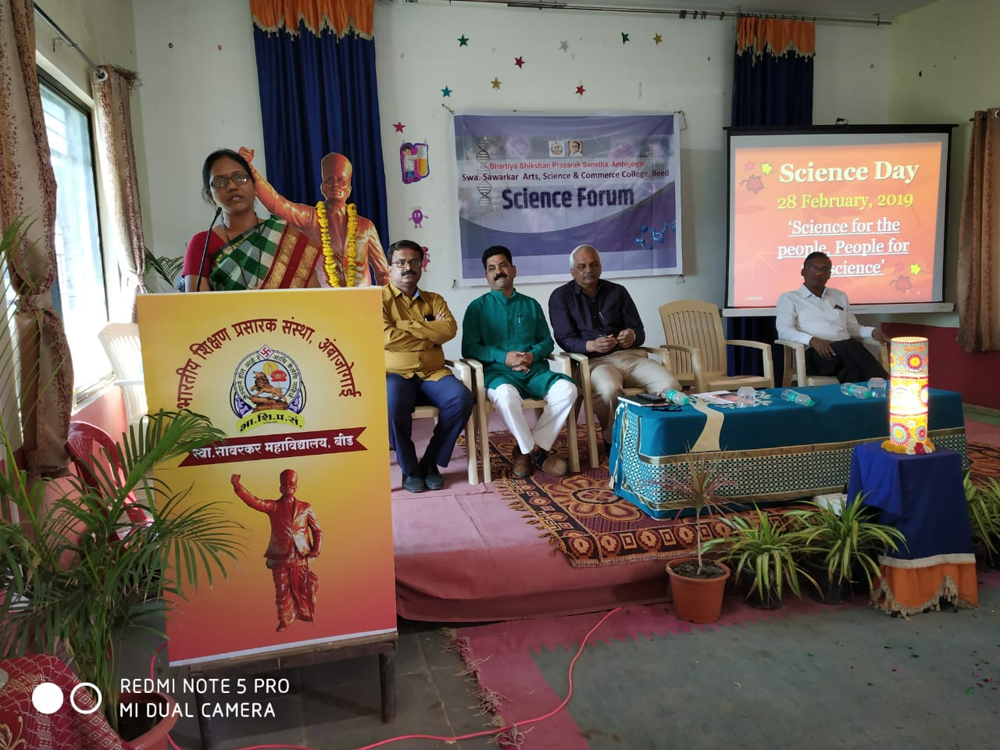 Bhartiya Shikshan Prasarak Sanstha, Ambejogai
Swa. Sawarkar Arts, Science & Commerce College, Beed
Science Forum
Science Day
28 February, 2019
‘Science for the
people, People for
science’
भारतीय शिक्षण प्रसारक संस्था, अंबाजोगाई
भा.शि.प्र.सं.
स्वा.सावरकर महाविद्यालय, बीड
REDMI NOTE 5 PRO
MI DUAL CAMERA